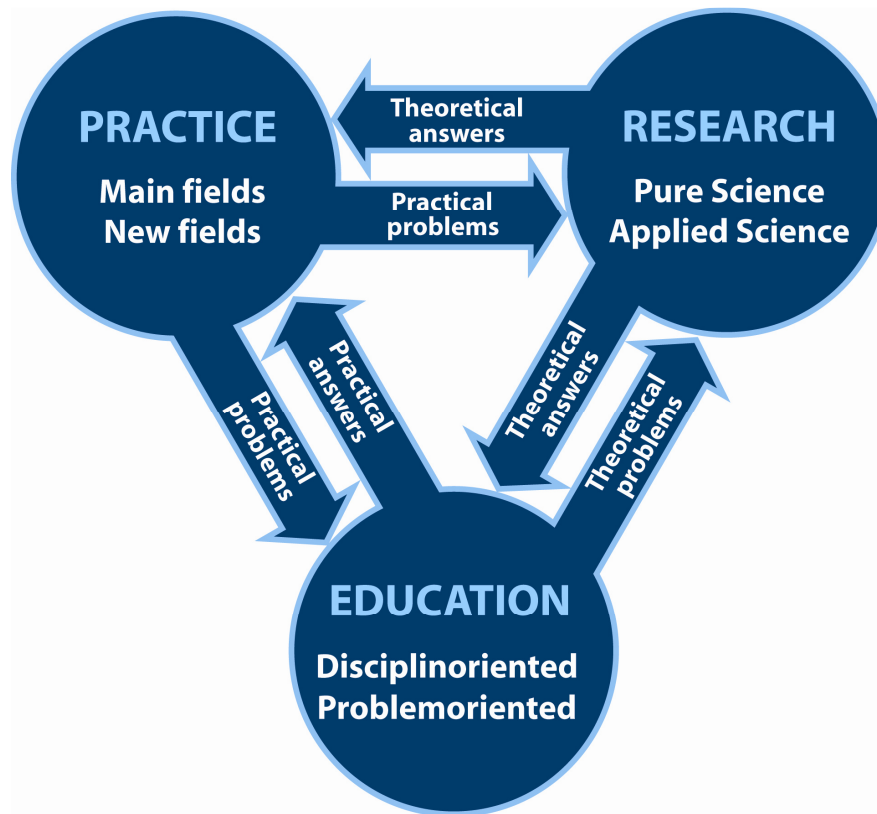 PRACTICE
Main fields
New fields
Theoretical
answers
Practical
problems
RESEARCH
Pure Science
Applied Science
Practical
problems
Practical
answers
Theoretical
answers
Theoretical
problems
EDUCATION
Disciplinoriented
Problemoriented